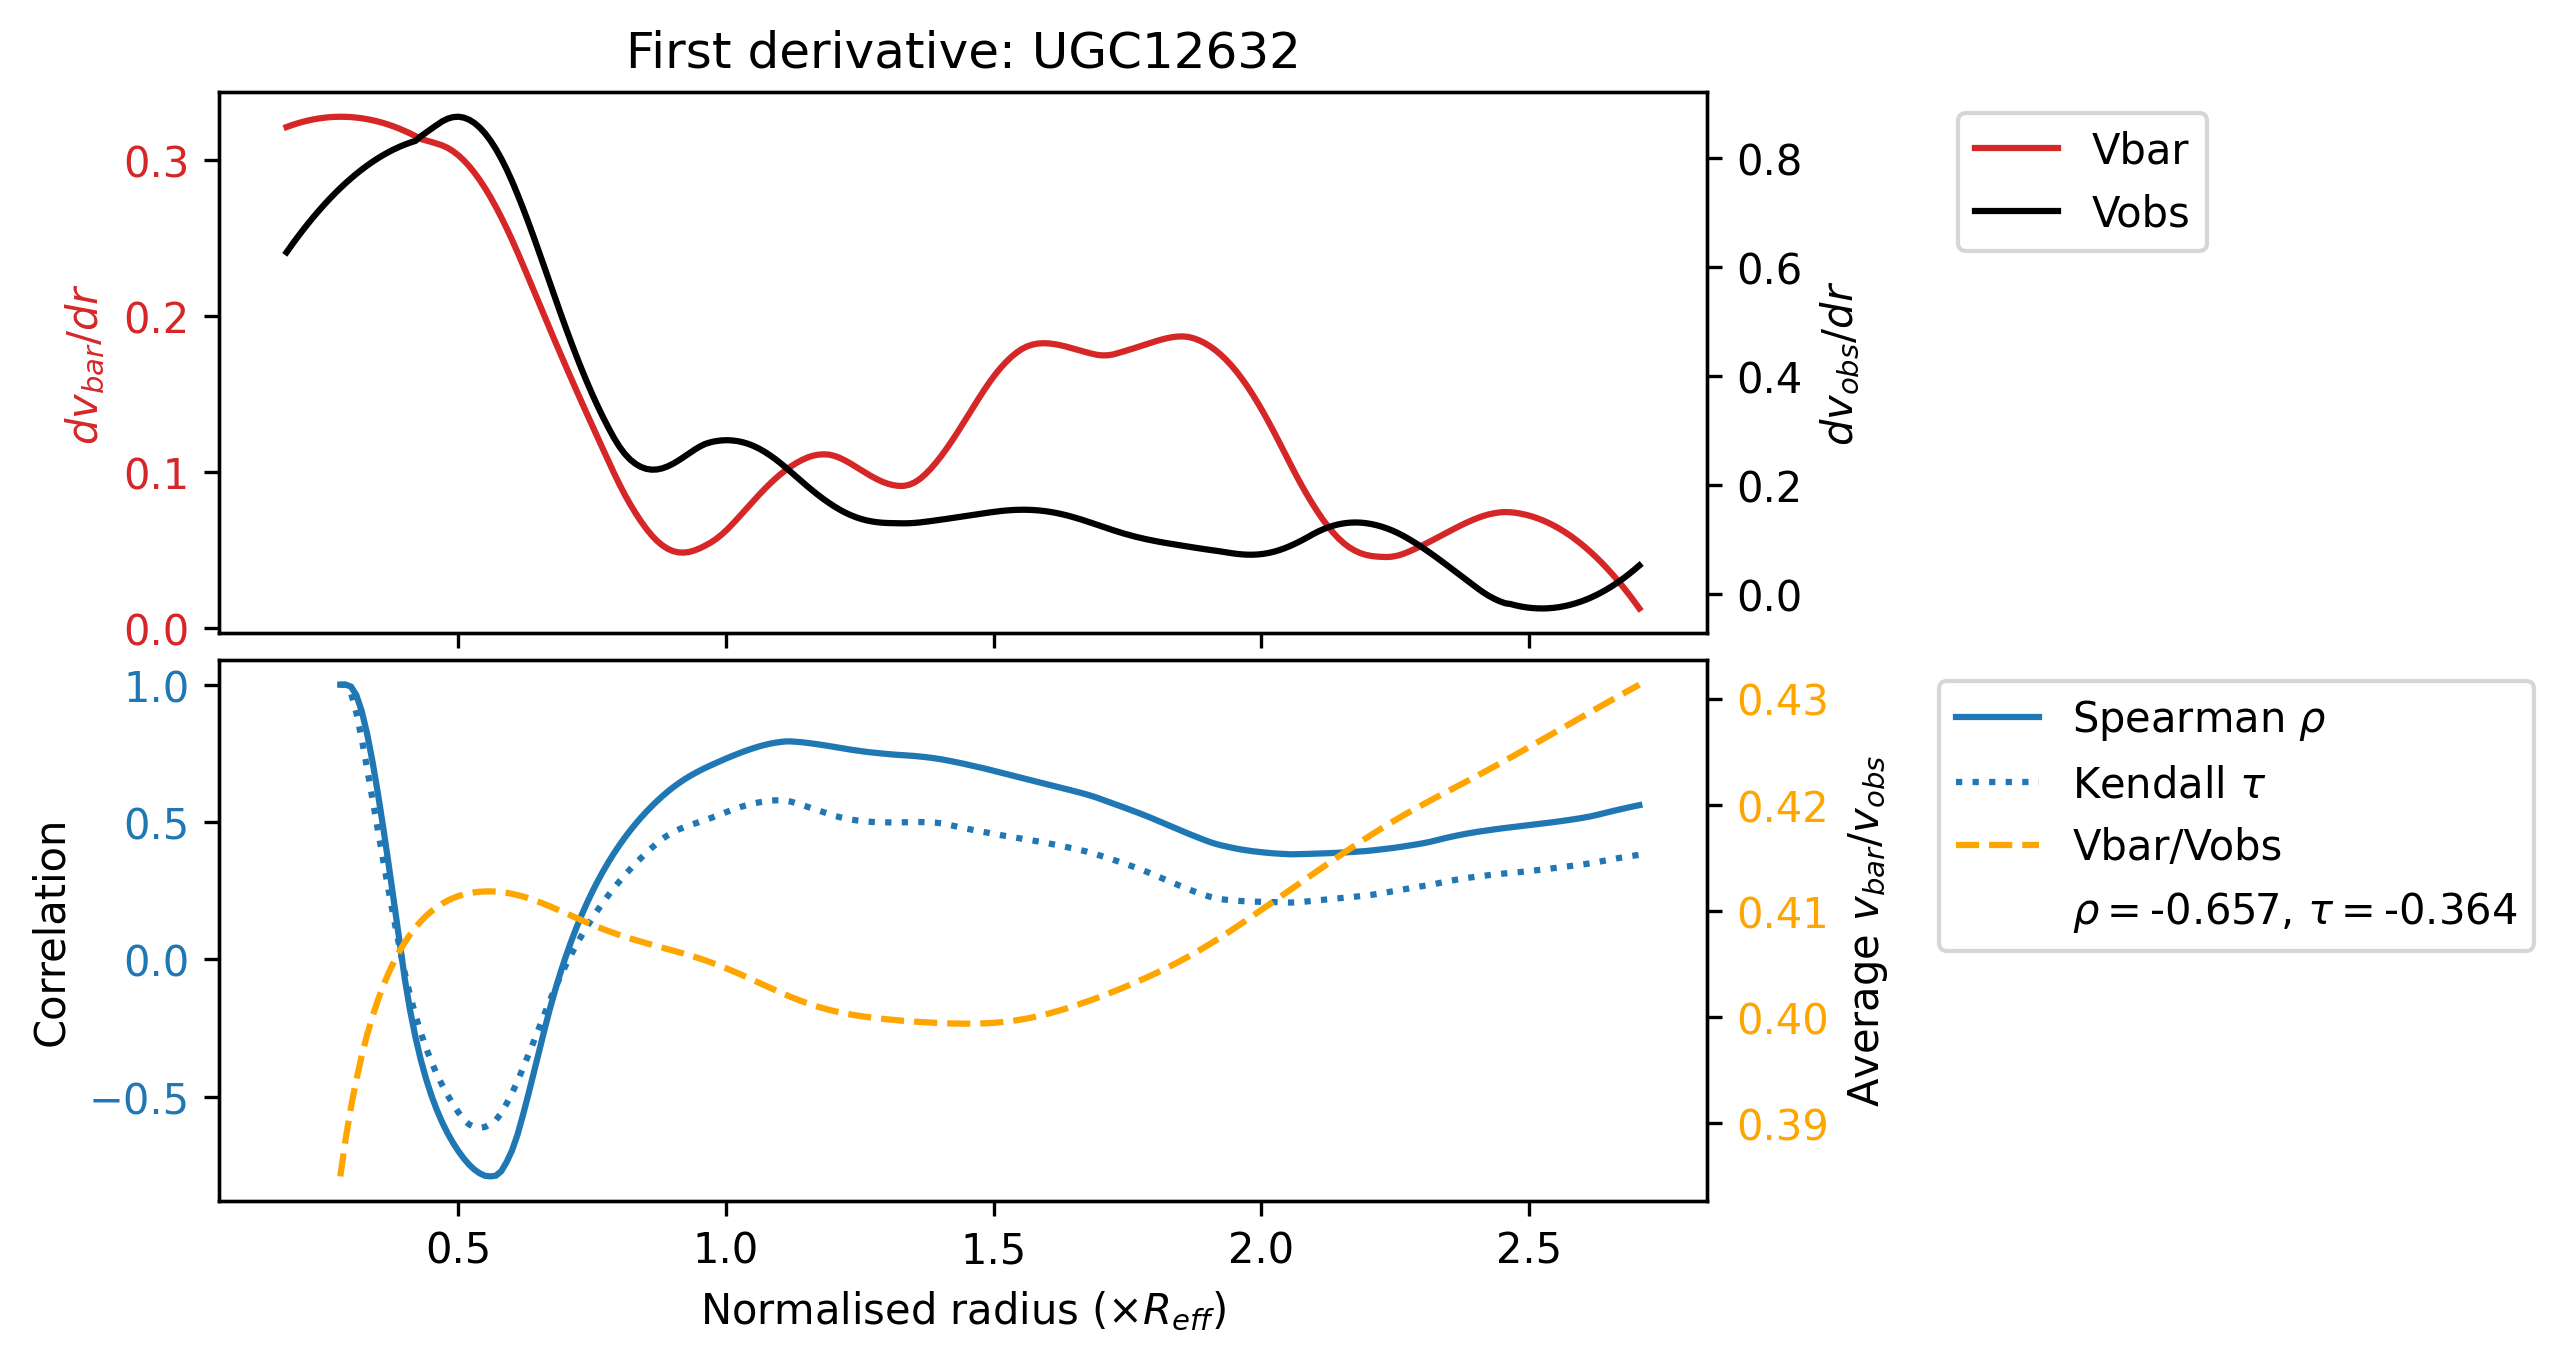 First derivative: UGC12632
0.3
0.2
0.1
0.0
dv_bar/dr
0.8
0.6
0.4
0.2
0.0
dv_obs/dr
Vbar
Vobs
1.0
0.5
0.0
−0.5
Correlation
0.43
0.42
0.41
0.40
0.39
Average v_bar/v_obs
Spearman ρ
Kendall τ
Vbar/Vobs
ρ = -0.657, τ = -0.364
0.5 1.0 1.5 2.0 2.5
Normalised radius (×R_eff)